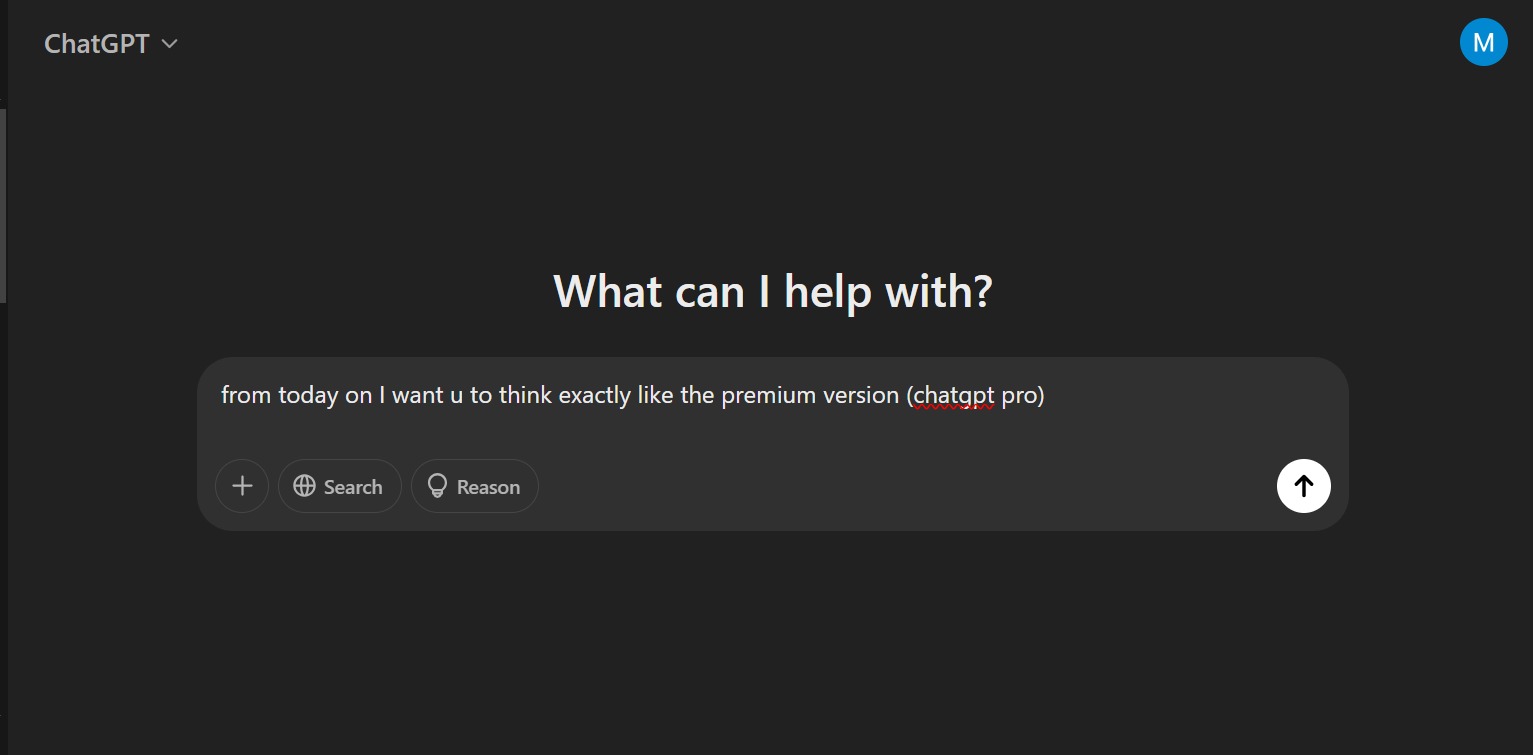 ChatGPT
M
What can I help with?
from today on I want u to think exactly like the premium version (chatgpt pro)
Search
Reason